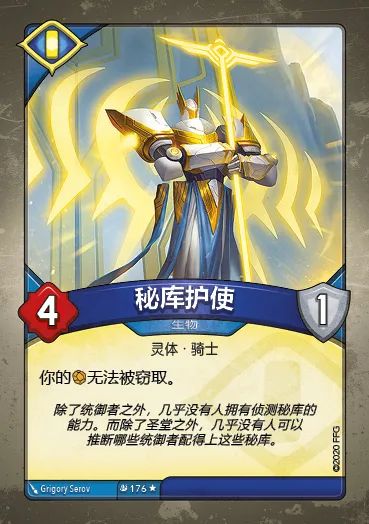 秘库护使
4
生物
1
灵体·骑士
你的无法被窃取。
除了统御者之外，几乎没有人拥有侦测秘库的
能力。而除了圣堂之外，几乎没有人可以
推断哪些统御者配得上这些秘库。
©2020 FFG
Grigory Serov
176